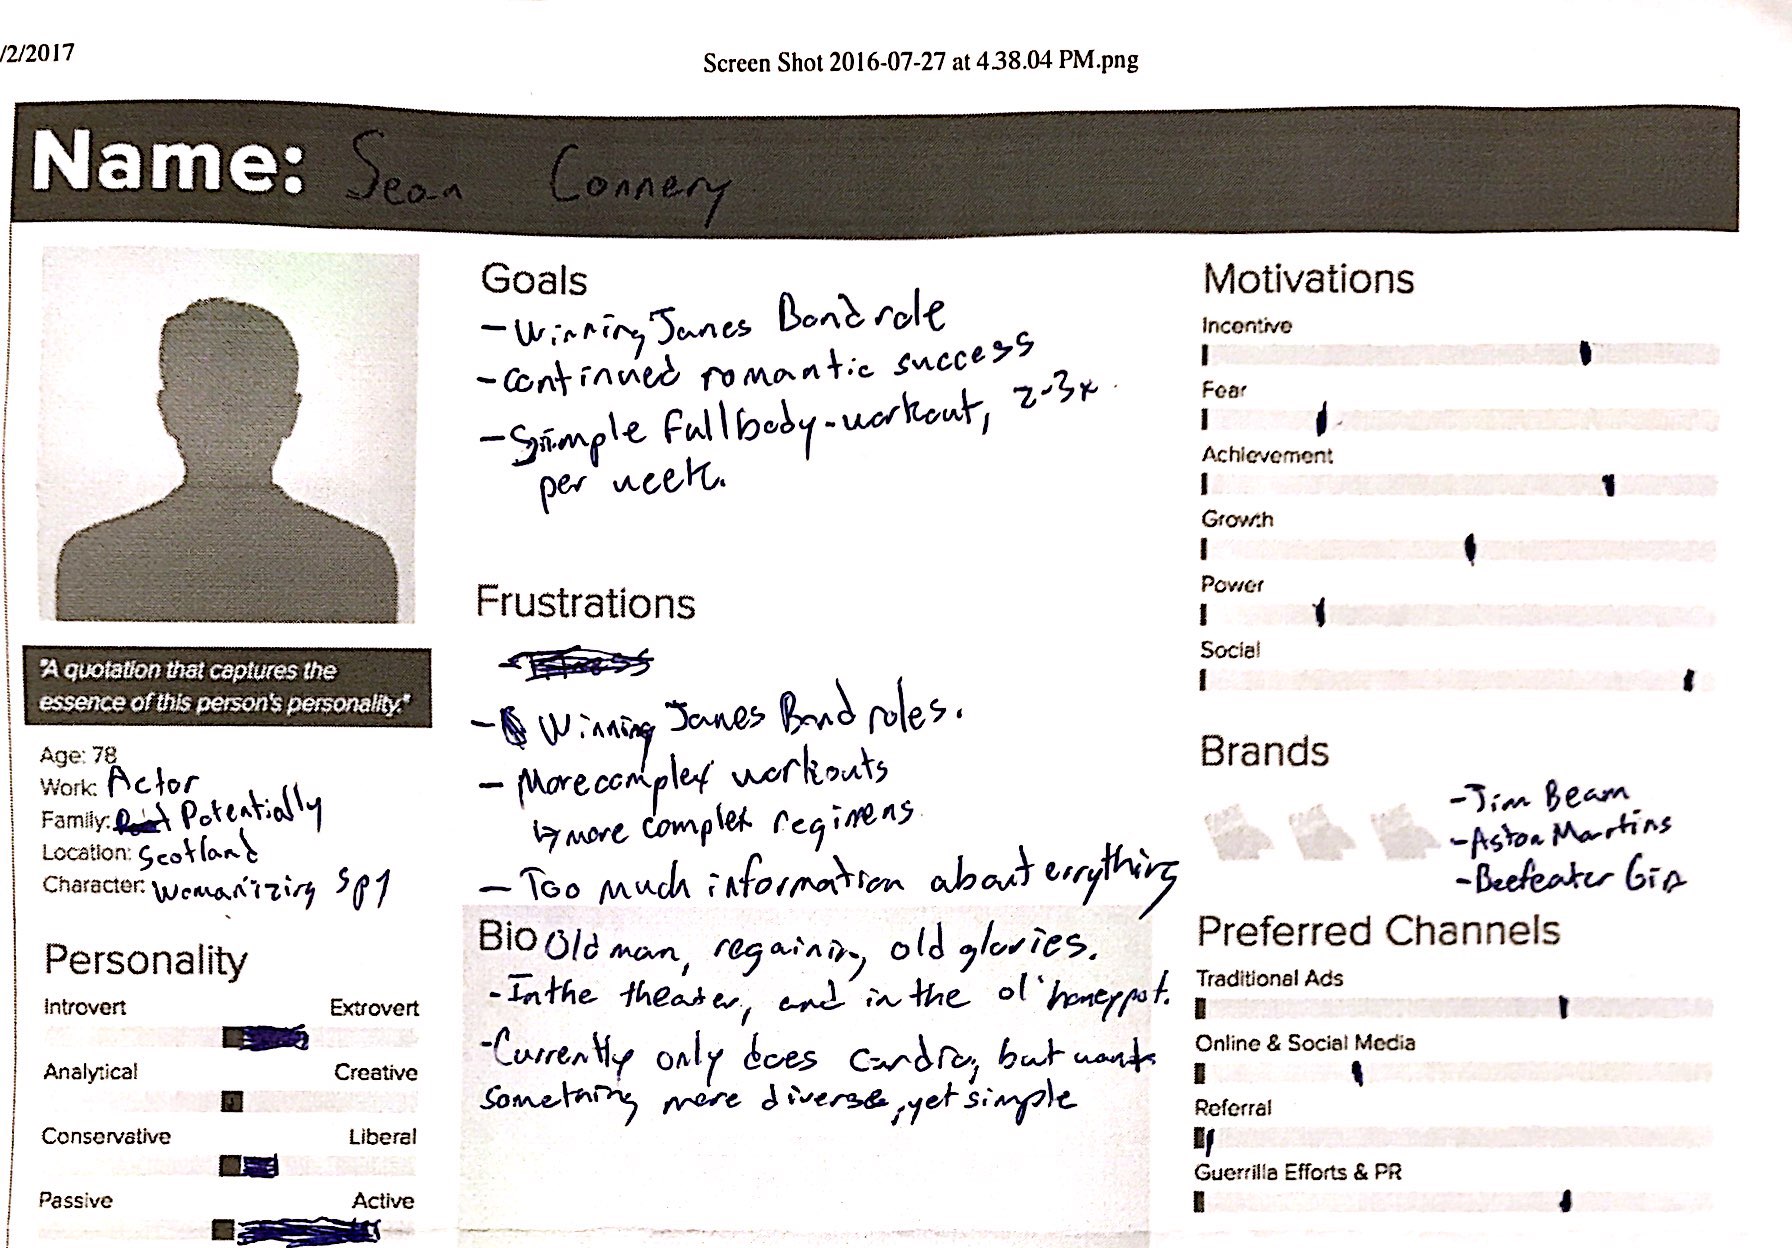 /2/2017
Screen Shot 2016-07-27 at 4.38.04 PM.png
Name: Sean Connery
"A quotation that captures the
essence of this person's personality."
Age: 78
Work: Actor
Family: Potentially
Location: Scotland
Character: Womanizing spy
Personality
Introvert Extrovert
Analytical Creative
Conservative Liberal
Passive Active
Goals
- Winning James Bond role
- continued romantic success
- Simple full body-workout, 2-3x
per week.
Frustrations
- Winning James Bond roles.
- More complex workouts
↳ more complex regimens
- Too much information about errything
Bio Old man, regaining old glories.
- In the theater, and in the ol' honeypot.
- Currently only does cardio, but wants
something more diverse, yet simple
Motivations
Incentive
Fear
Achievement
Growth
Power
Social
Brands
- Jim Beam
- Aston Martins
- Beefeater Gin
Preferred Channels
Traditional Ads
Online & Social Media
Referral
Guerrilla Efforts & PR